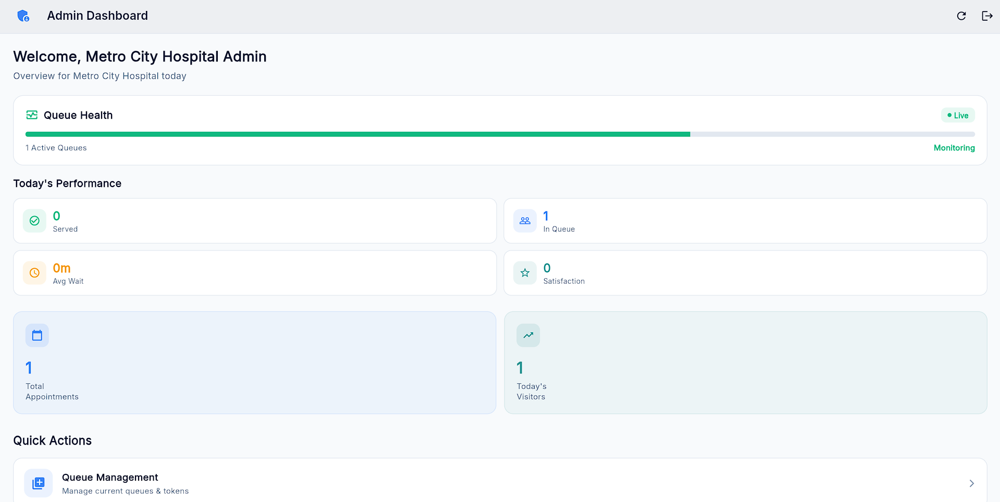 Admin Dashboard
Welcome, Metro City Hospital Admin
Overview for Metro City Hospital today
Queue Health
Live
1 Active Queues
Monitoring
Today's Performance
0
Served
1
In Queue
0m
Avg Wait
0
Satisfaction
1
Total
Appointments
1
Today's
Visitors
Quick Actions
Queue Management
Manage current queues & tokens